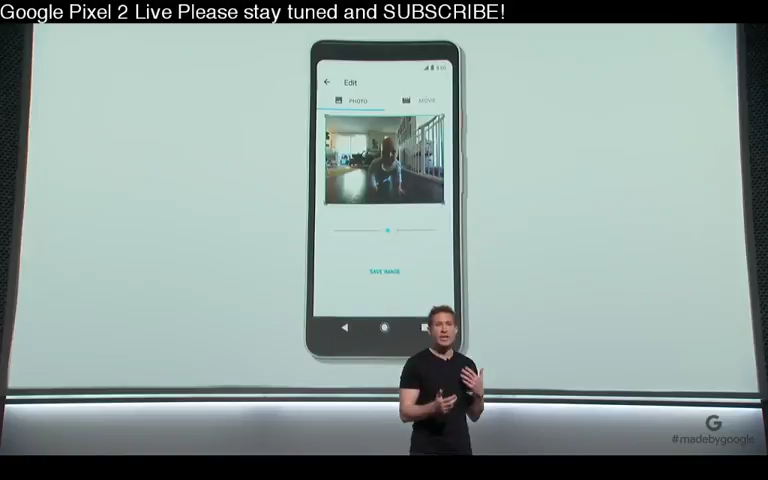 Google Pixel 2 Live Please stay tuned and SUBSCRIBE!
Edit
PHOTO
MOVIE
SAVE IMAGE
G
#madebygoogle